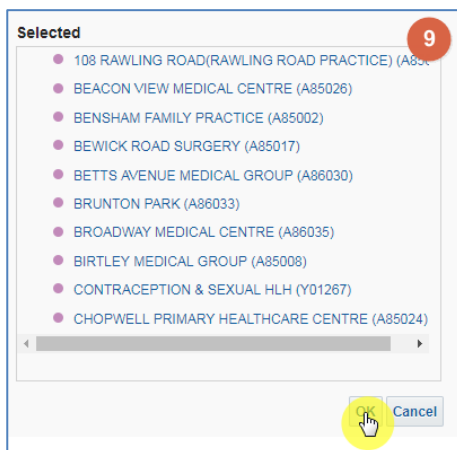 Selected
9
108 RAWLING ROAD(RAWLING ROAD PRACTICE)
BEACON VIEW MEDICAL CENTRE (A85026)
BENSHAM FAMILY PRACTICE (A85002)
BEWICK ROAD SURGERY (A85017)
BETTS AVENUE MEDICAL GROUP (A86030)
BRUNTON PARK (A86033)
BROADWAY MEDICAL CENTRE (A86035)
BIRTLEY MEDICAL GROUP (A85008)
CONTRACEPTION & SEXUAL HLH (Y01267)
CHOPWELL PRIMARY HEALTHCARE CENTRE (A85024)
OK Cancel